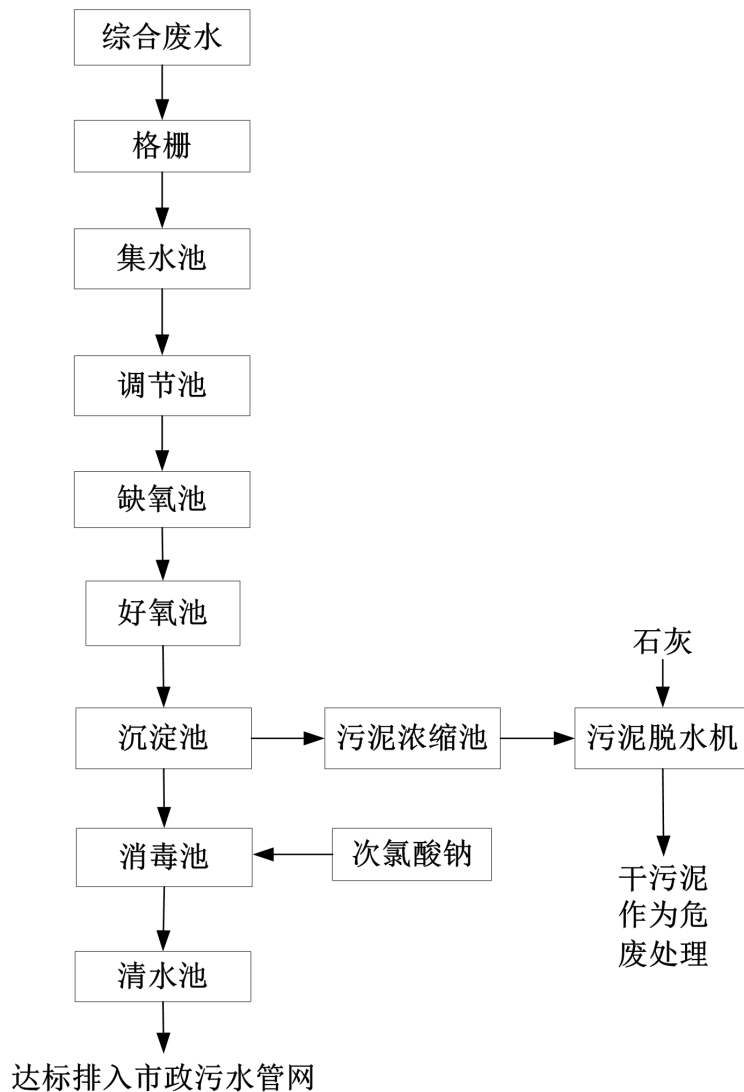 综合废水
格栅
集水池
调节池
缺氧池
好氧池
石灰
沉淀池
污泥浓缩池
污泥脱水机
消毒池
次氯酸钠
干污泥
作为危
废处理
清水池
达标排入市政污水管网